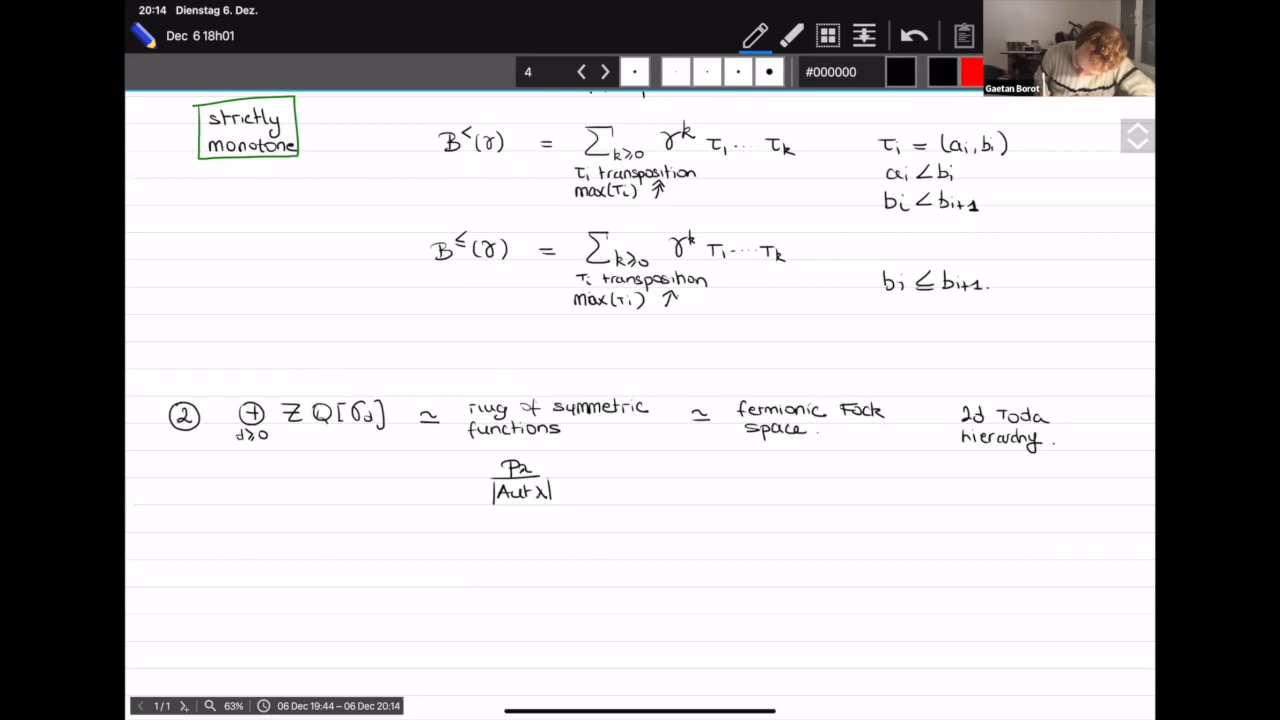 20:14 Dienstag 6. Dez.
Dec 6 18h01
4 #000000
Gaetan Borot
strictly
monotone
B^<(γ) = Σ_{k≥0} γ^k τ_1 ···· τ_k τ_i = (a_i, b_i)
τ_i transposition a_i < b_i
max(τ_i) ⇑ b_i < b_{i+1}
B^≤(γ) = Σ_{k≥0} γ^k τ_1 ···· τ_k
τ_i transposition b_i ≤ b_{i+1}.
max(τ_i) ↑
② ⊕_{d≥0} Z Q[σ_d] ≃ ring of symmetric functions ≃ fermionic Fock space. 2d Toda hierarchy.
p_λ
|Aut λ|
1/1 63% 06 Dec 19:44 – 06 Dec 20:14